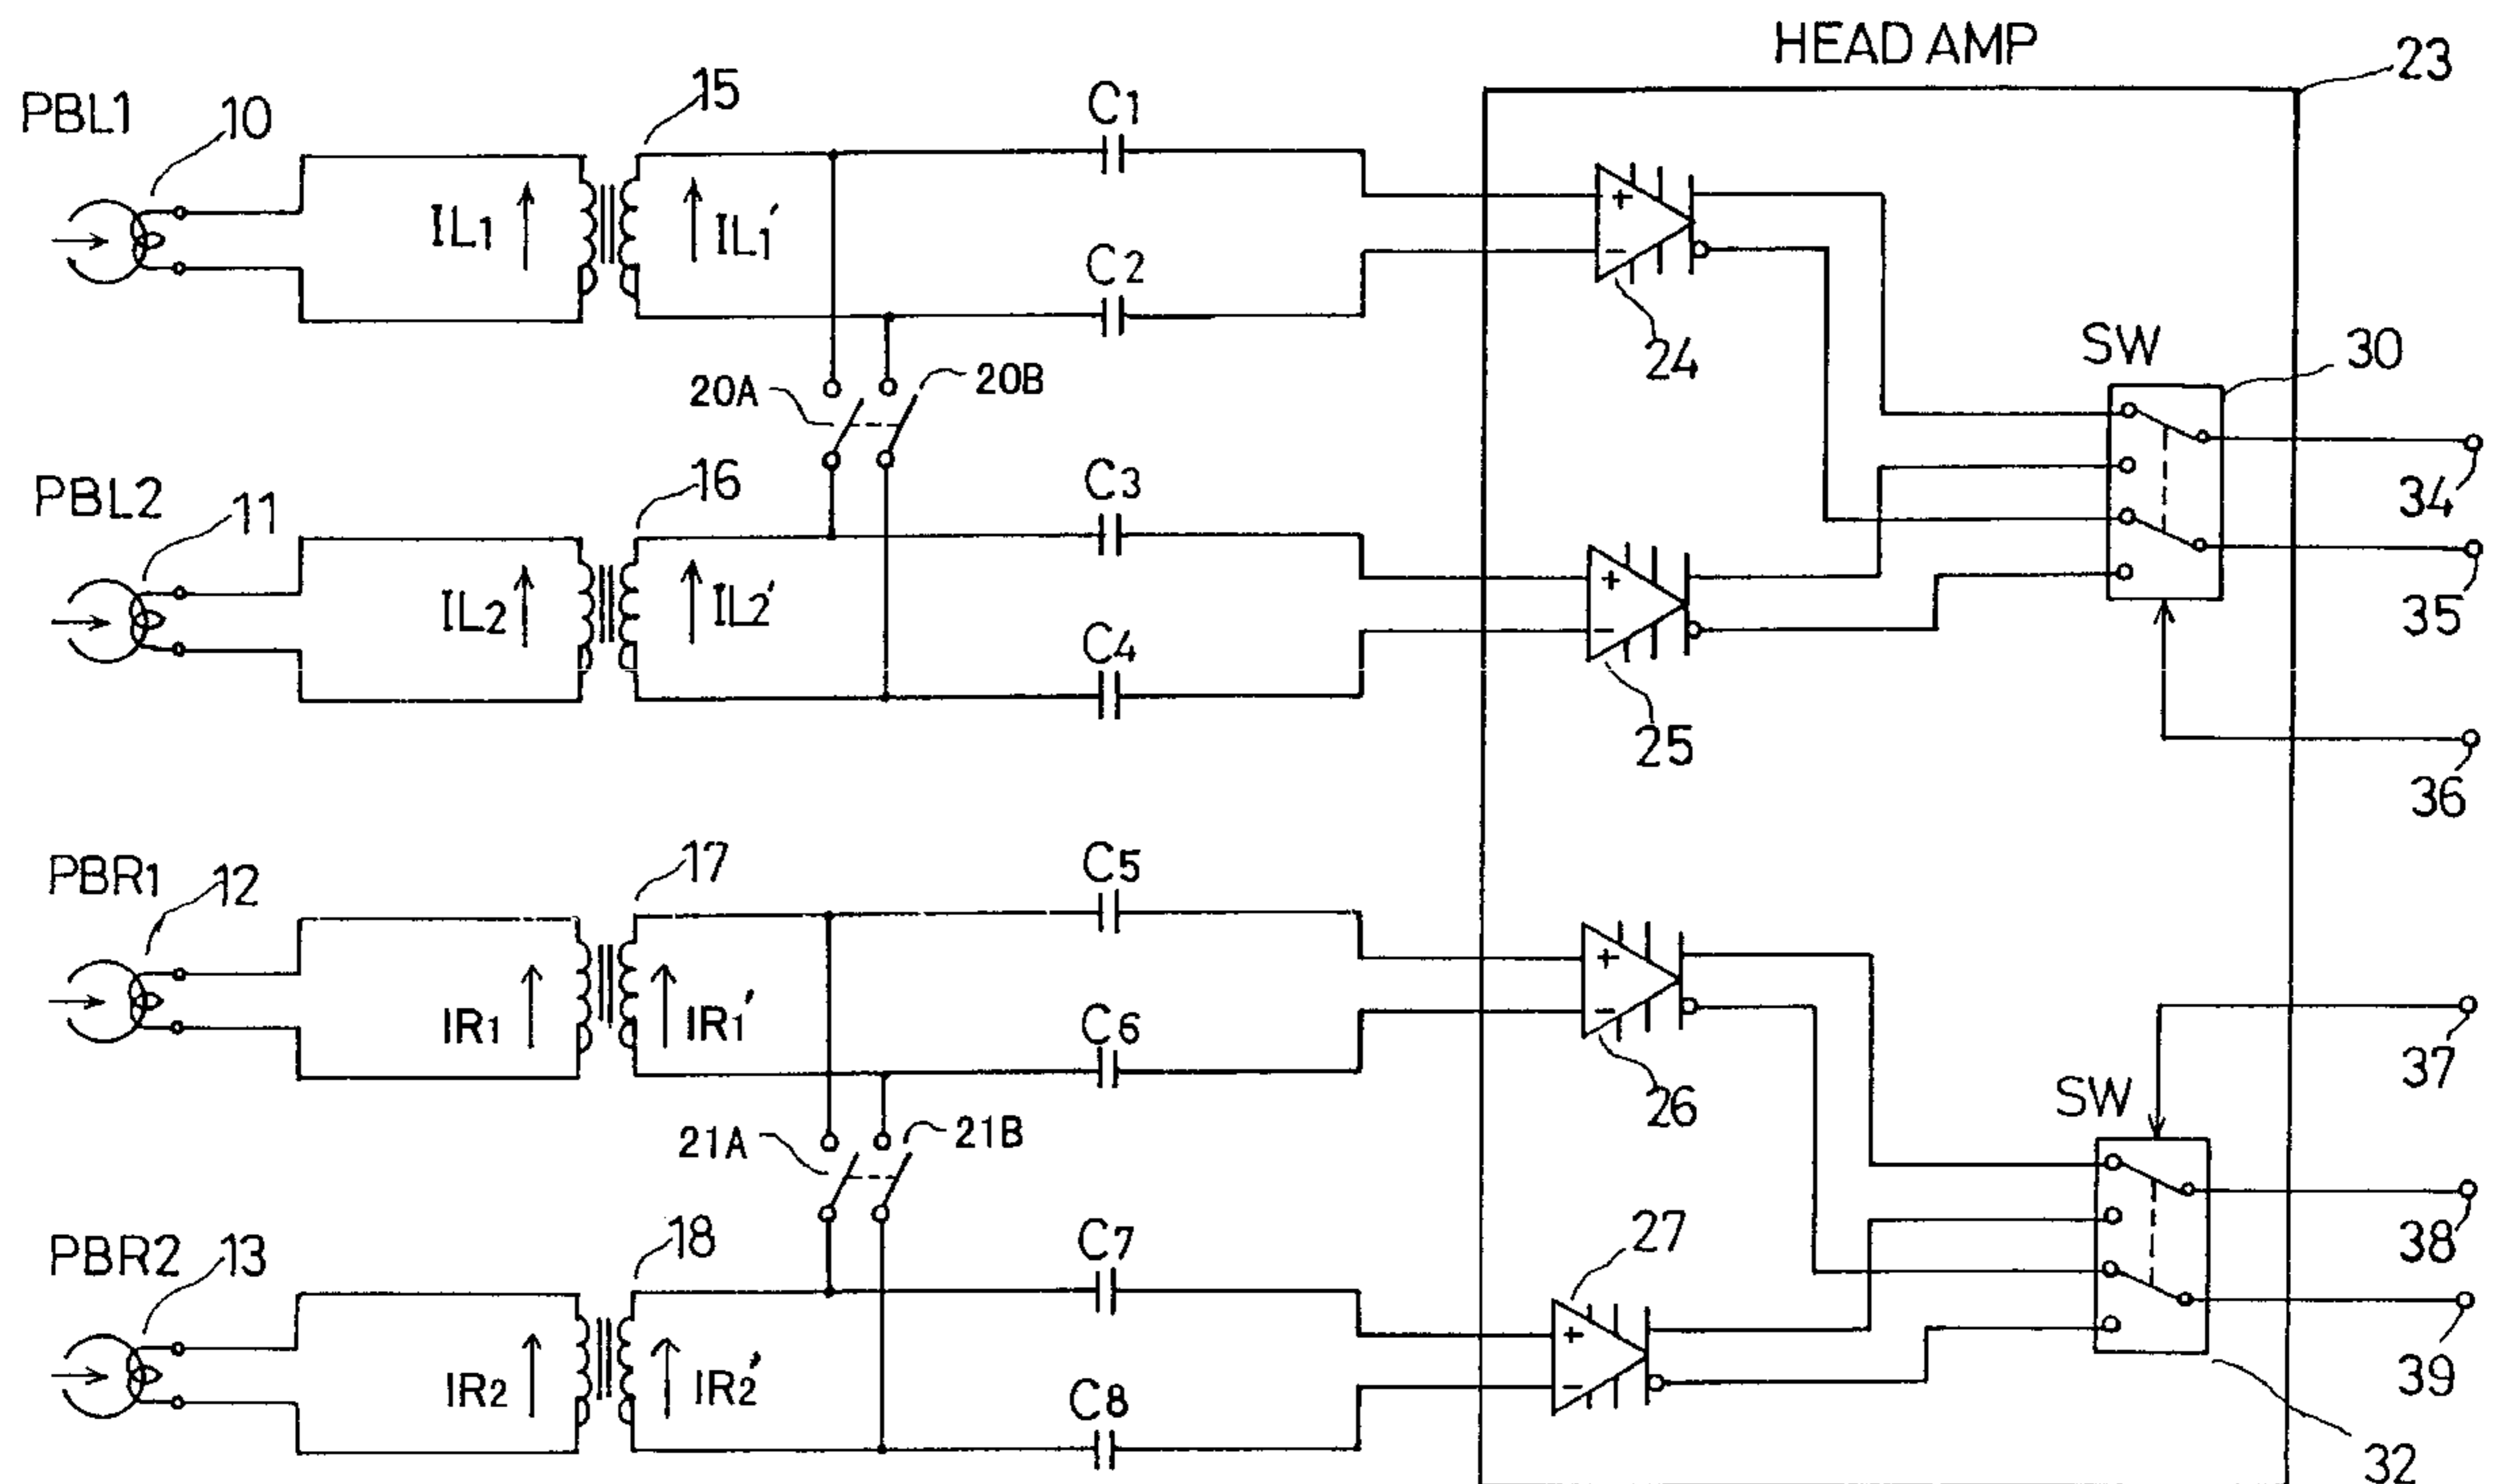 HEAD AMP
23
PBL1
10
15
C1
IL1
IL1'
+
C2
−
24
SW
30
20A
20B
PBL2
11
16
C3
34
IL2
IL2'
+
35
C4
−
25
36
PBR1
12
17
C5
+
IR1
IR1'
C6
−
26
37
SW
21A
21B
PBR2
13
18
C7
27
38
+
IR2
IR2'
C8
−
39
32